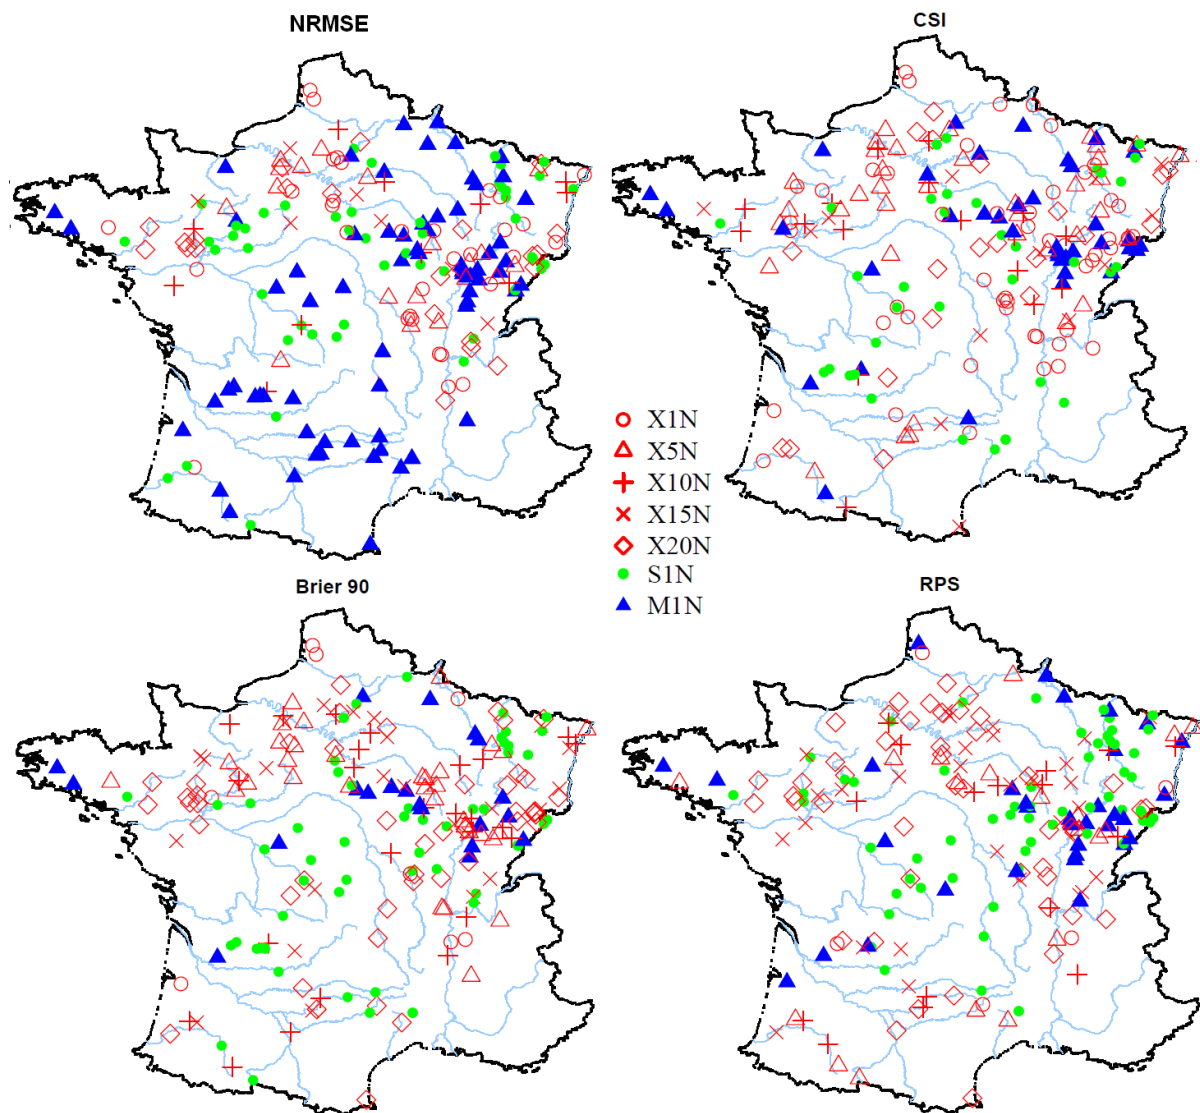 NRMSE
CSI
X1N
X5N
X10N
X15N
X20N
S1N
M1N
Brier 90
RPS